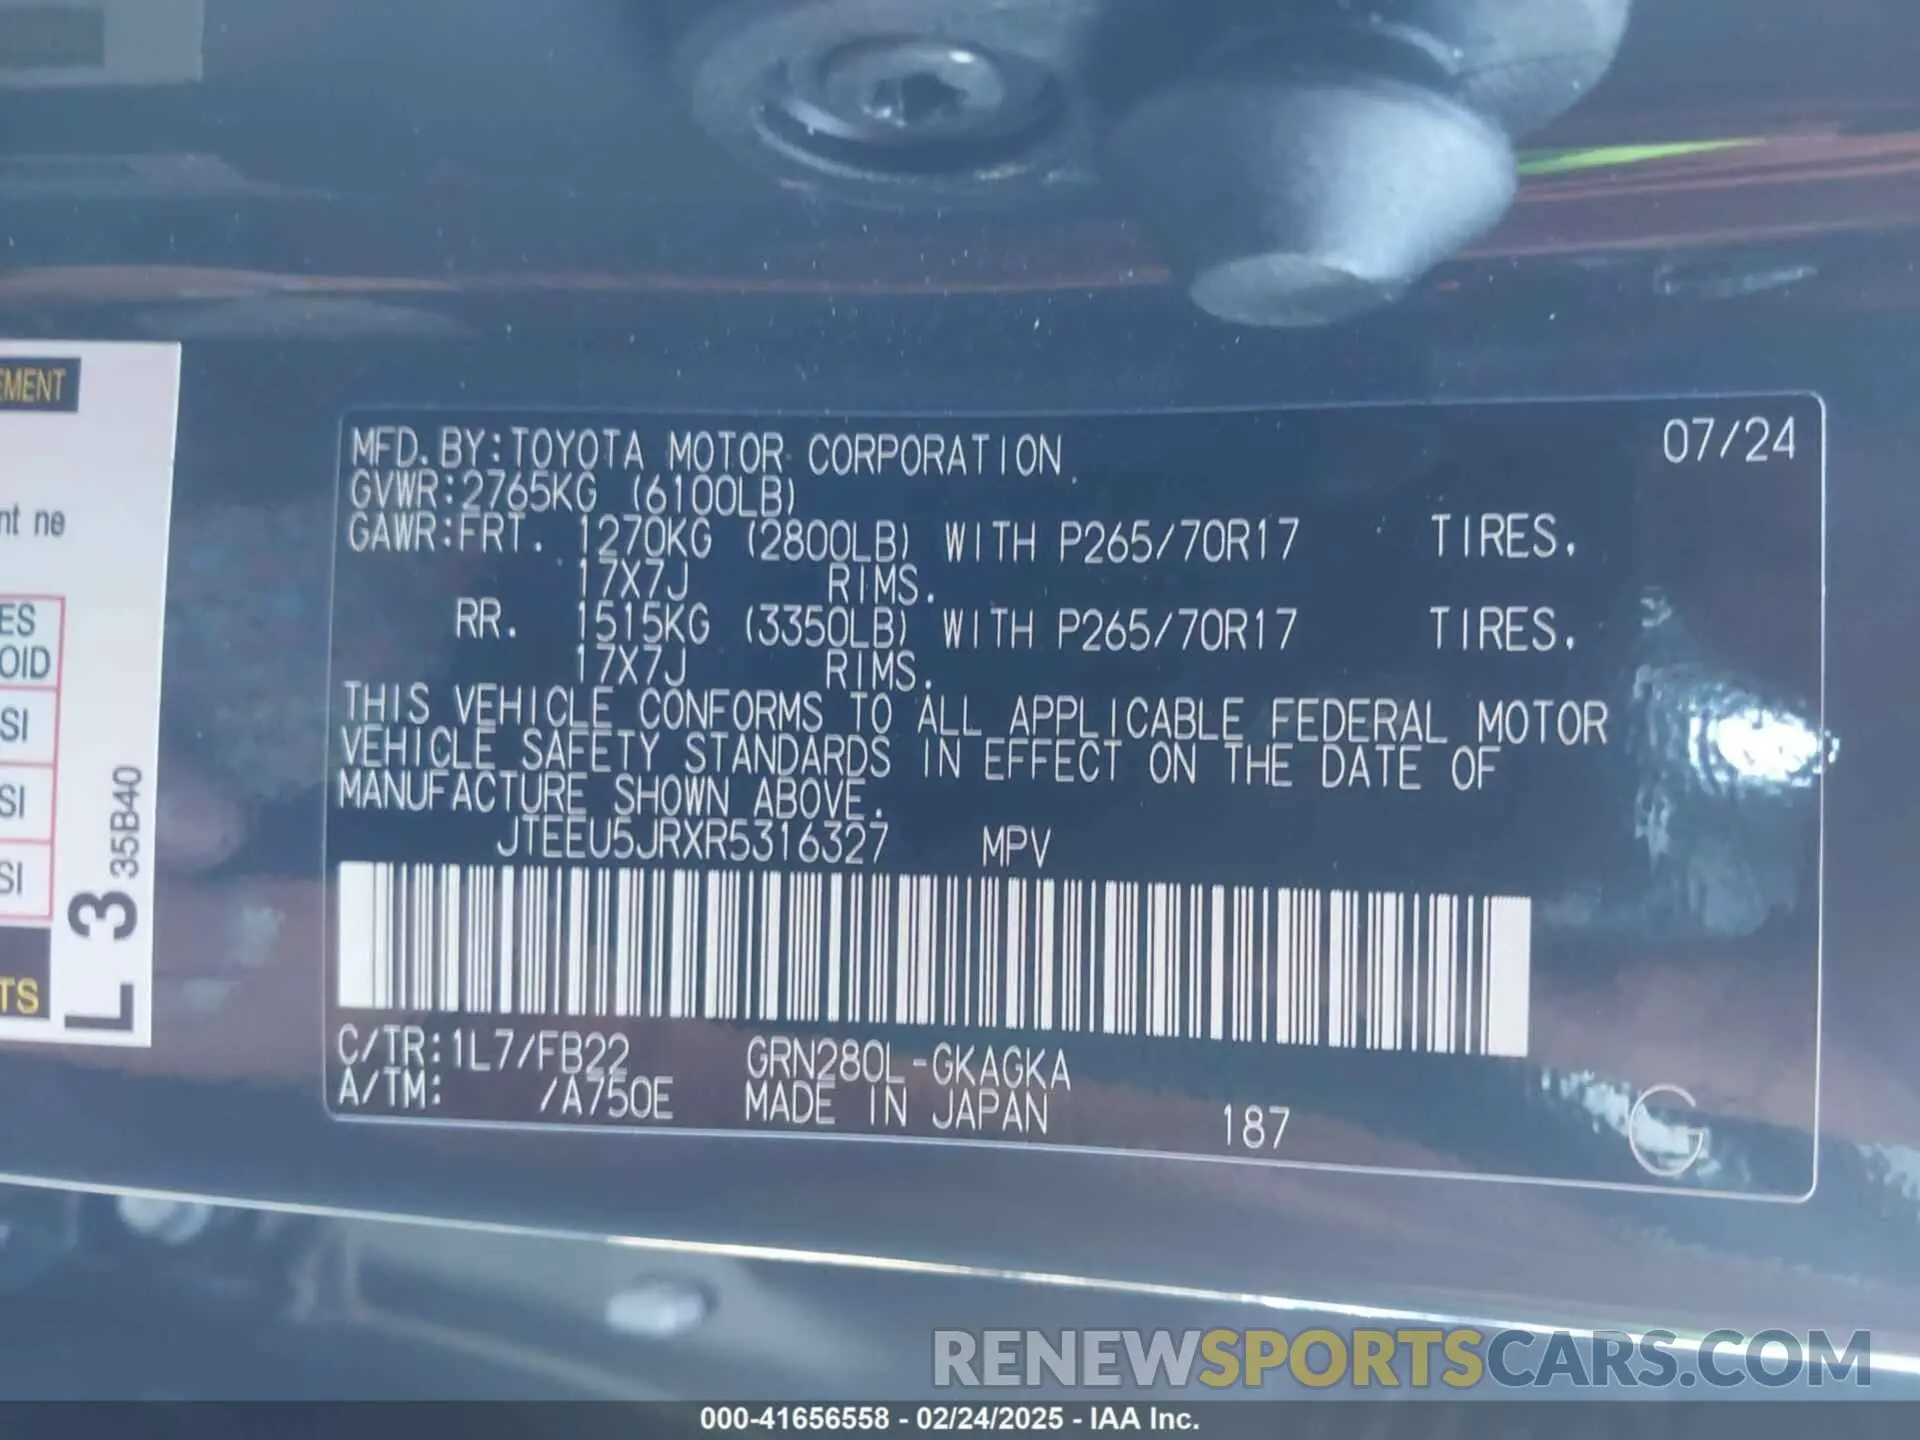 EMENT
nt ne
ES
OID
SI
SI
SI
TS
L 3 35B40
MFD. BY: TOYOTA MOTOR CORPORATION 07/24
GVWR: 2765KG (6100LB)
GAWR: FRT. 1270KG (2800LB) WITH P265/70R17 TIRES.
17X7J RIMS.
RR. 1515KG (3350LB) WITH P265/70R17 TIRES.
17X7J RIMS.
THIS VEHICLE CONFORMS TO ALL APPLICABLE FEDERAL MOTOR
VEHICLE SAFETY STANDARDS IN EFFECT ON THE DATE OF
MANUFACTURE SHOWN ABOVE.
JTEEU5JRXR5316327 MPV
C/TR: 1L7/FB22 GRN280L-GKAGKA
A/TM: /A750E MADE IN JAPAN 187 G
RENEWSPORTSCARS.COM
000-41656558 - 02/24/2025 - IAA Inc.